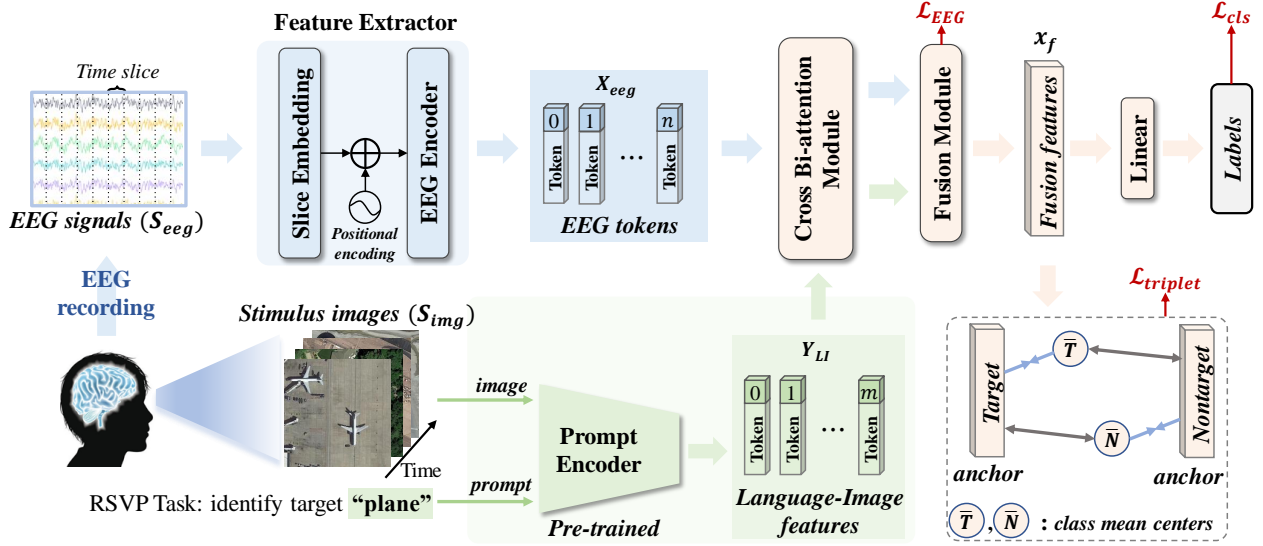 Feature Extractor
Time slice
EEG signals (S_eeg)
Slice Embedding
Positional encoding
EEG Encoder
X_eeg
0 1 n
Token Token ... Token
EEG tokens
Cross Bi-attention Module
ℒ_EEG
Fusion Module
x_f
Fusion features
Linear
ℒ_cls
Labels
EEG
recording
Stimulus images (S_img)
Time
RSVP Task: identify target "plane"
image
prompt
Prompt
Encoder
Pre-trained
Y_LI
0 1 m
Token Token ... Token
Language-Image
features
ℒ_triplet
Target
anchor
T̅
N̅
Nontarget
anchor
T̅ , N̅ : class mean centers